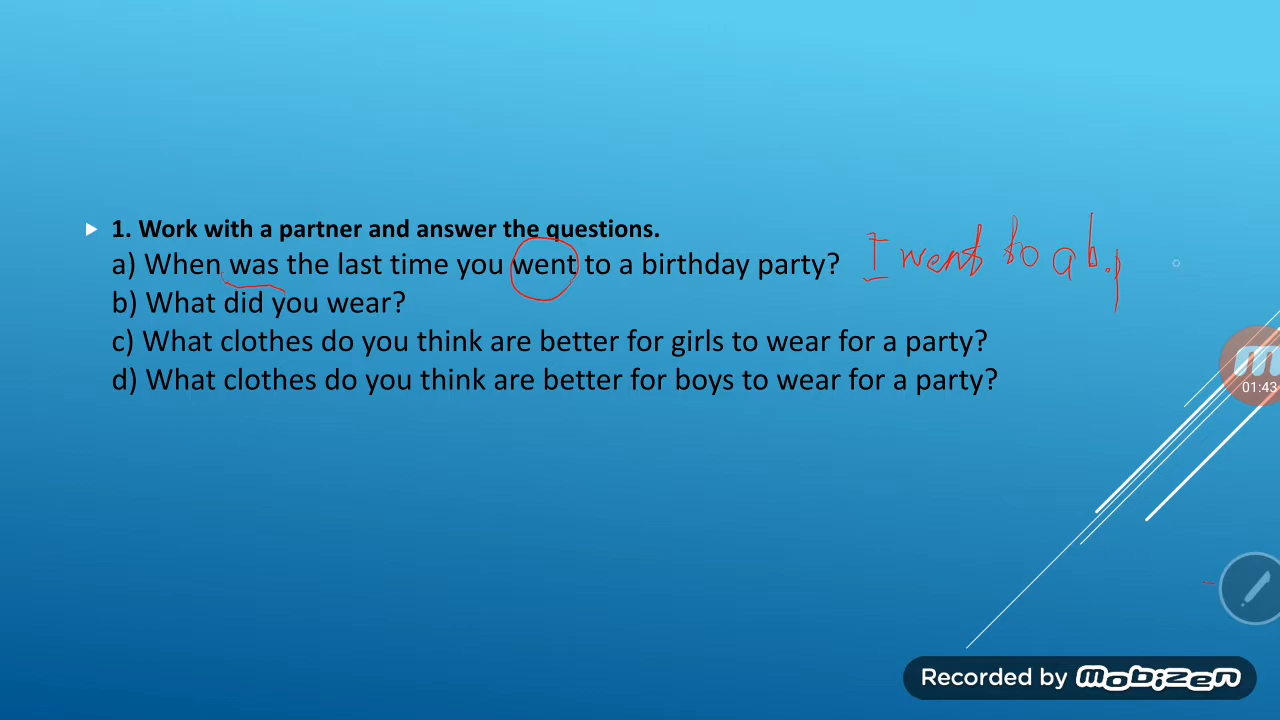 1. Work with a partner and answer the questions.
a) When was the last time you went to a birthday party? I went to a b.p
b) What did you wear?
c) What clothes do you think are better for girls to wear for a party?
d) What clothes do you think are better for boys to wear for a party?
01:43
Recorded by mobizen